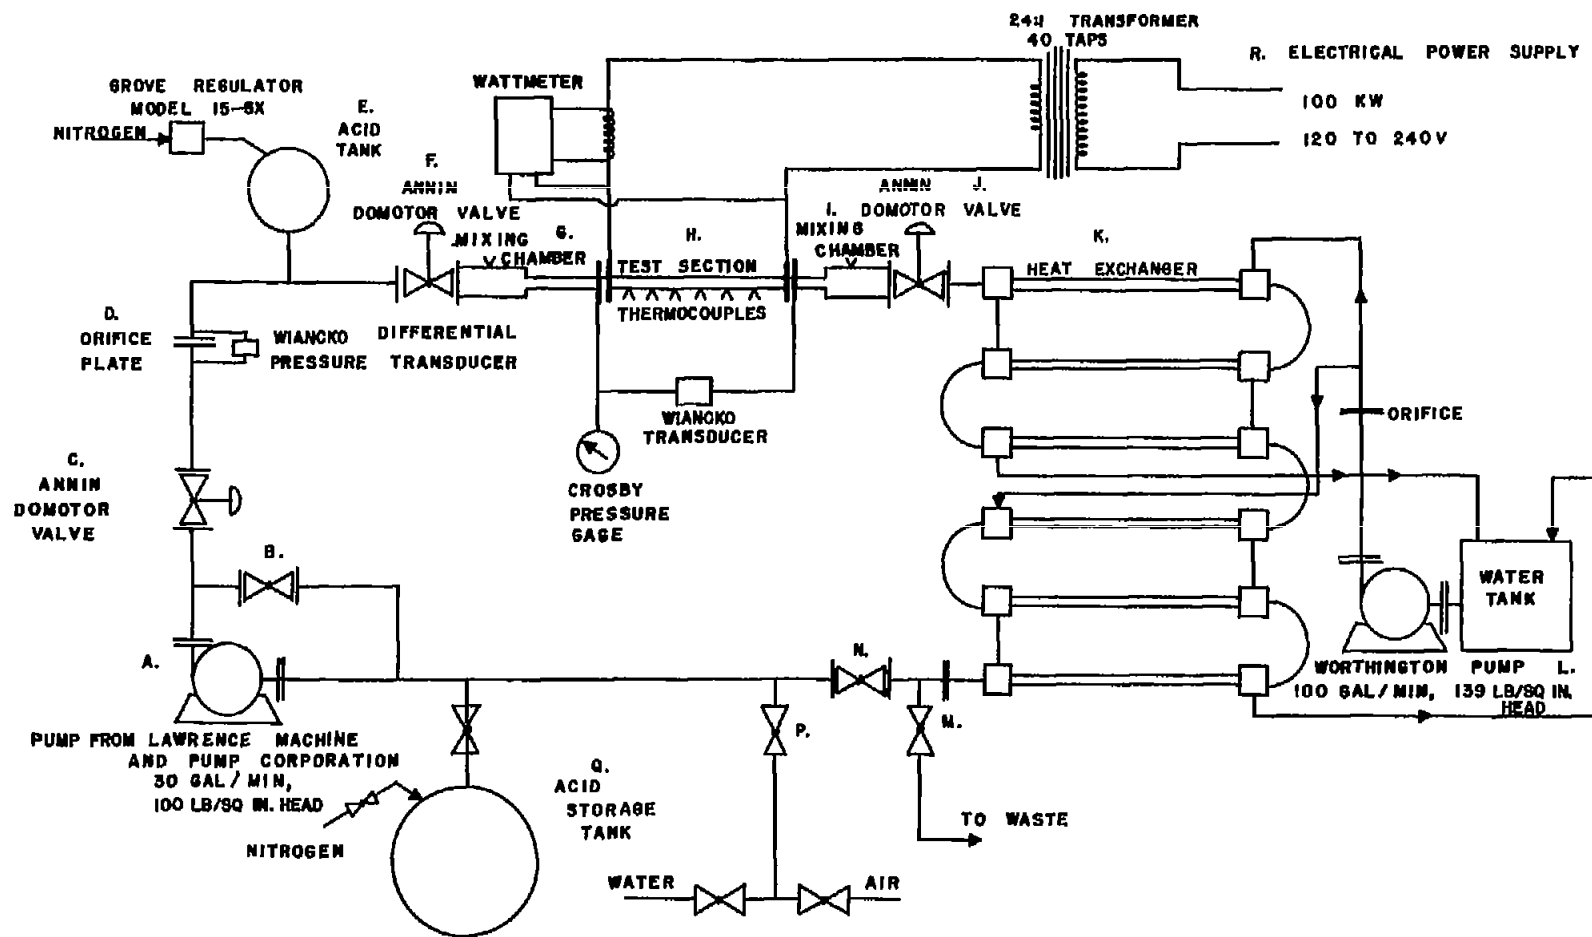 24:1 TRANSFORMER
40 TAPS
R. ELECTRICAL POWER SUPPLY
100 KW
120 TO 240V
WATTMETER
GROVE REGULATOR
MODEL 15-6X
NITROGEN
E.
ACID
TANK
F.
ANNIN
DOMOTOR VALVE
G.
MIXING
CHAMBER
H.
TEST SECTION
THERMOCOUPLES
I.
MIXING
CHAMBER
J.
ANNIN
DOMOTOR VALVE
K.
HEAT EXCHANGER
D.
ORIFICE
PLATE
WIANCKO DIFFERENTIAL
PRESSURE TRANSDUCER
WIANCKO
TRANSDUCER
ORIFICE
C.
ANNIN
DOMOTOR
VALVE
CROSBY
PRESSURE
GAGE
B.
WATER
TANK
A.
N.
WORTHINGTON PUMP L.
100 GAL/MIN, 139 LB/SQ IN.
HEAD
PUMP FROM LAWRENCE MACHINE
AND PUMP CORPORATION
30 GAL/MIN,
100 LB/SQ IN. HEAD
P.
M.
Q.
ACID
STORAGE
TANK
NITROGEN
TO WASTE
WATER
AIR